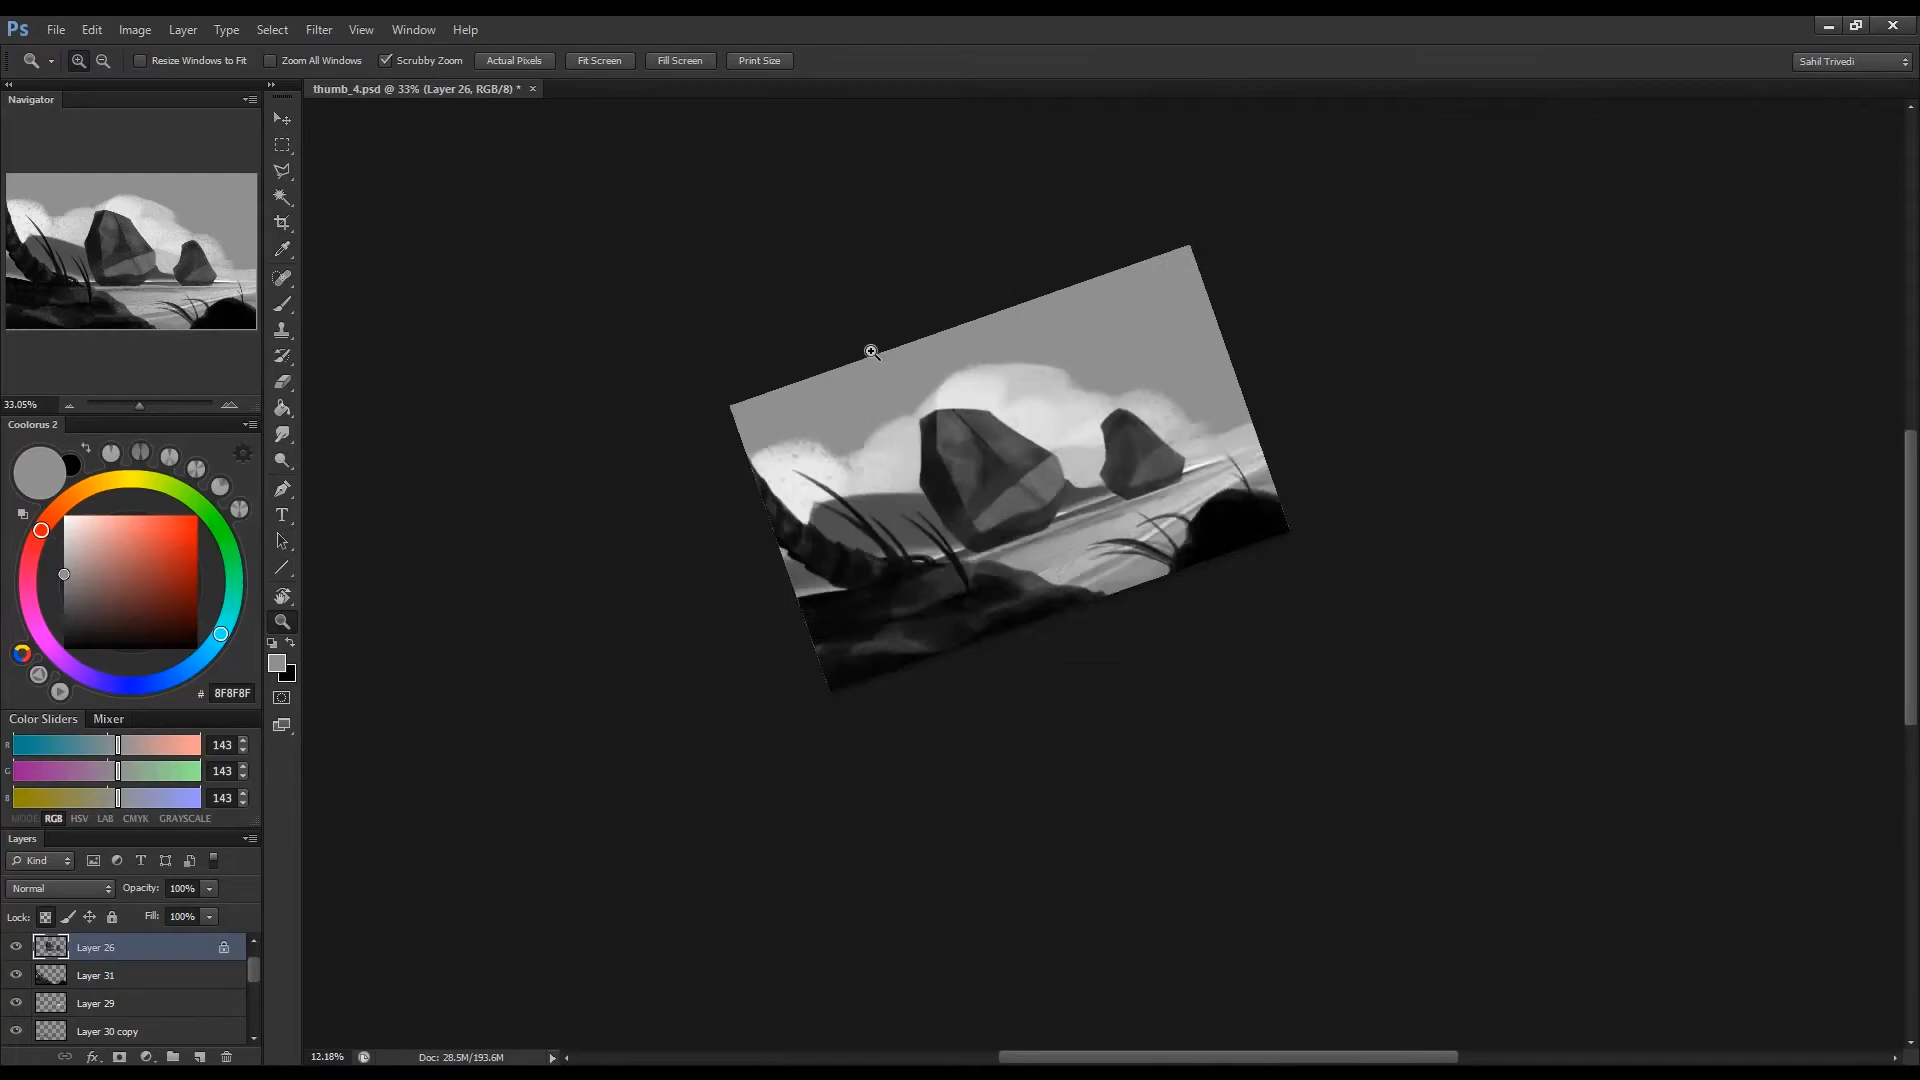 Ps File Edit Image Layer Type Select Filter View Window Help
Resize Windows to Fit Zoom All Windows Scrubby Zoom Actual Pixels Fit Screen Fill Screen Print Size Sahil Trivedi
Navigator
thumb_4.psd @ 33% (Layer 26, RGB/8) * ×
33.05%
Coolorus 2
# 8F8F8F
Color Sliders Mixer
R 143
G 143
B 143
MODE RGB HSV LAB CMYK GRAYSCALE
Layers
Kind
Normal Opacity: 100%
Lock: Fill: 100%
Layer 26
Layer 31
Layer 29
Layer 30 copy
fx
12.18% Doc: 28.5M/193.6M